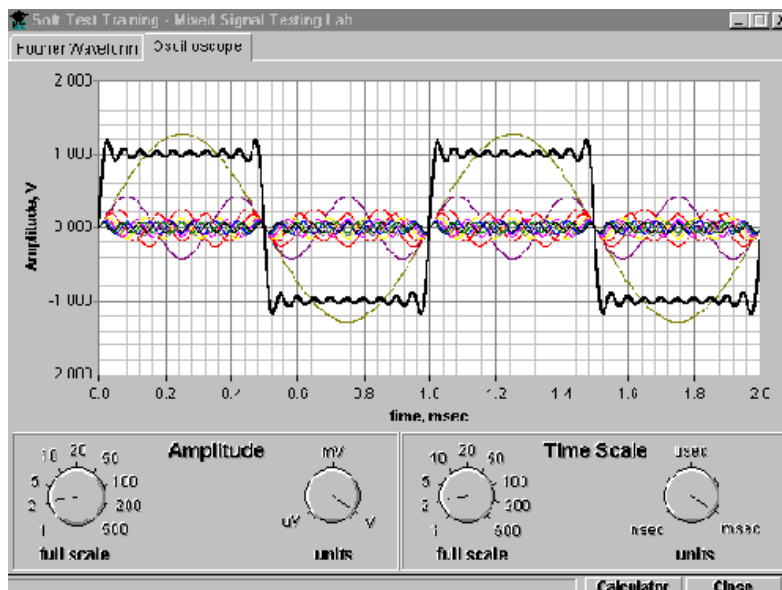 Soft Test Training - Mixed Signal Testing Lab
Fourier Waveform
Oscilloscope
2.000
1.000
0.000
-1.000
2.000
Amplitude, V
0.0 0.2 0.4 0.6 0.8 1.0 1.2 1.4 1.6 1.8 2.0
time, msec
Amplitude
1 2 5 10 20 50 100 200 500
full scale
uV mV V
units
Time Scale
1 2 5 10 20 50 100 200 500
full scale
nsec usec msec
units
Calculator
Close